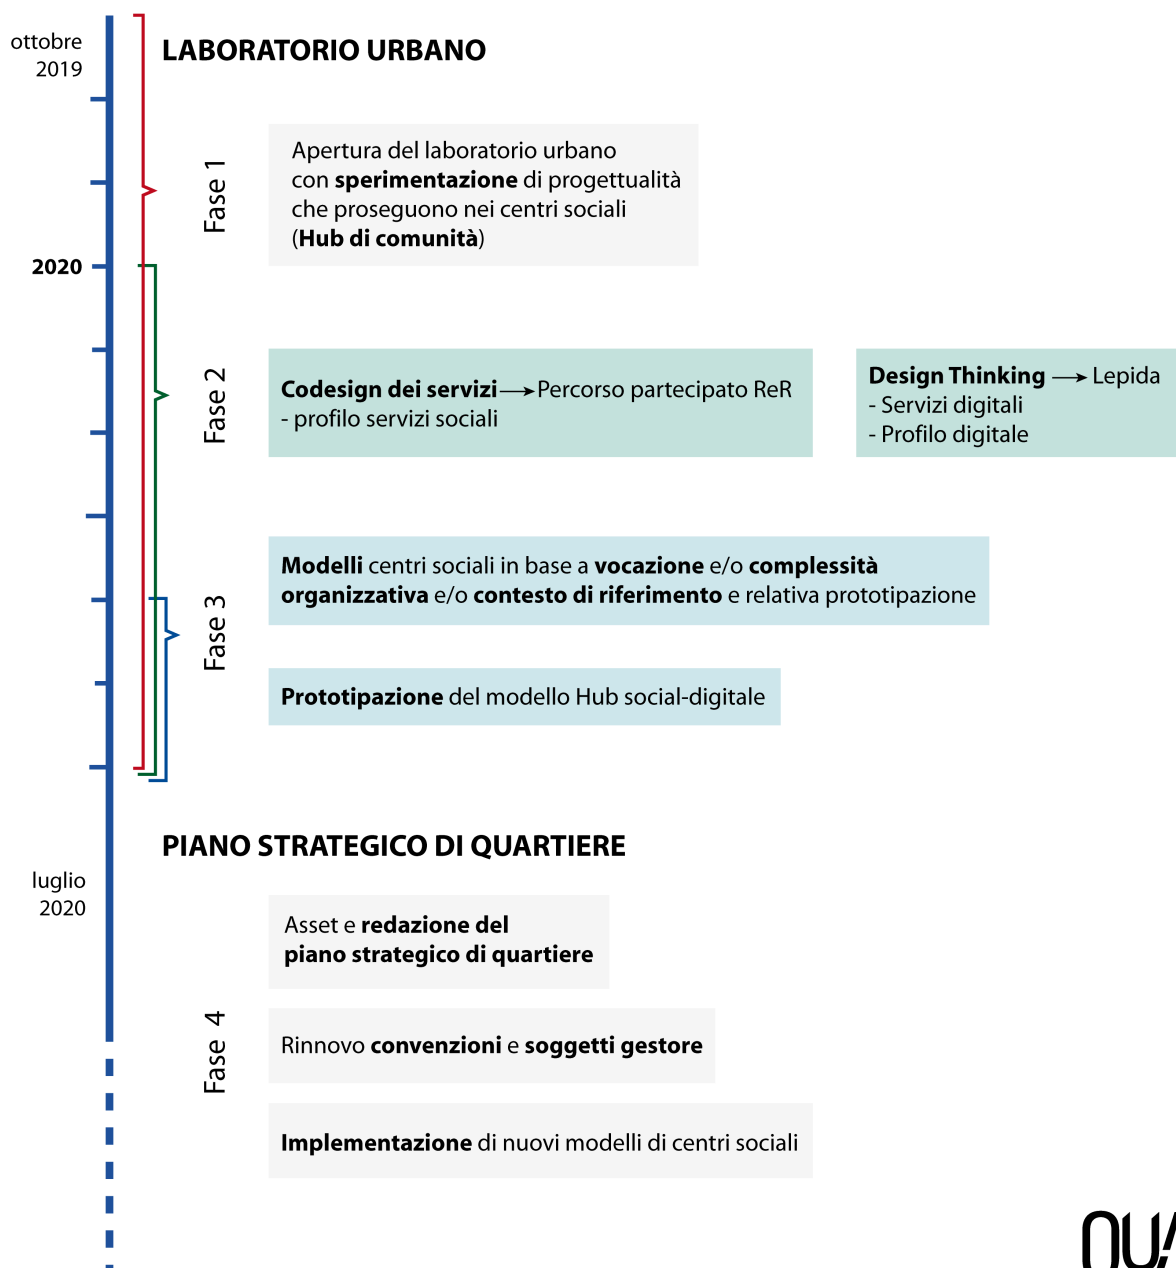 ottobre
2019
LABORATORIO URBANO
Fase 1
Apertura del laboratorio urbano
con sperimentazione di progettualità
che proseguono nei centri sociali
(Hub di comunità)
2020
Fase 2
Codesign dei servizi → Percorso partecipato ReR
- profilo servizi sociali
Design Thinking → Lepida
- Servizi digitali
- Profilo digitale
Fase 3
Modelli centri sociali in base a vocazione e/o complessità
organizzativa e/o contesto di riferimento e relativa prototipazione
Prototipazione del modello Hub social-digitale
PIANO STRATEGICO DI QUARTIERE
luglio
2020
Fase 4
Asset e redazione del
piano strategico di quartiere
Rinnovo convenzioni e soggetti gestore
Implementazione di nuovi modelli di centri sociali